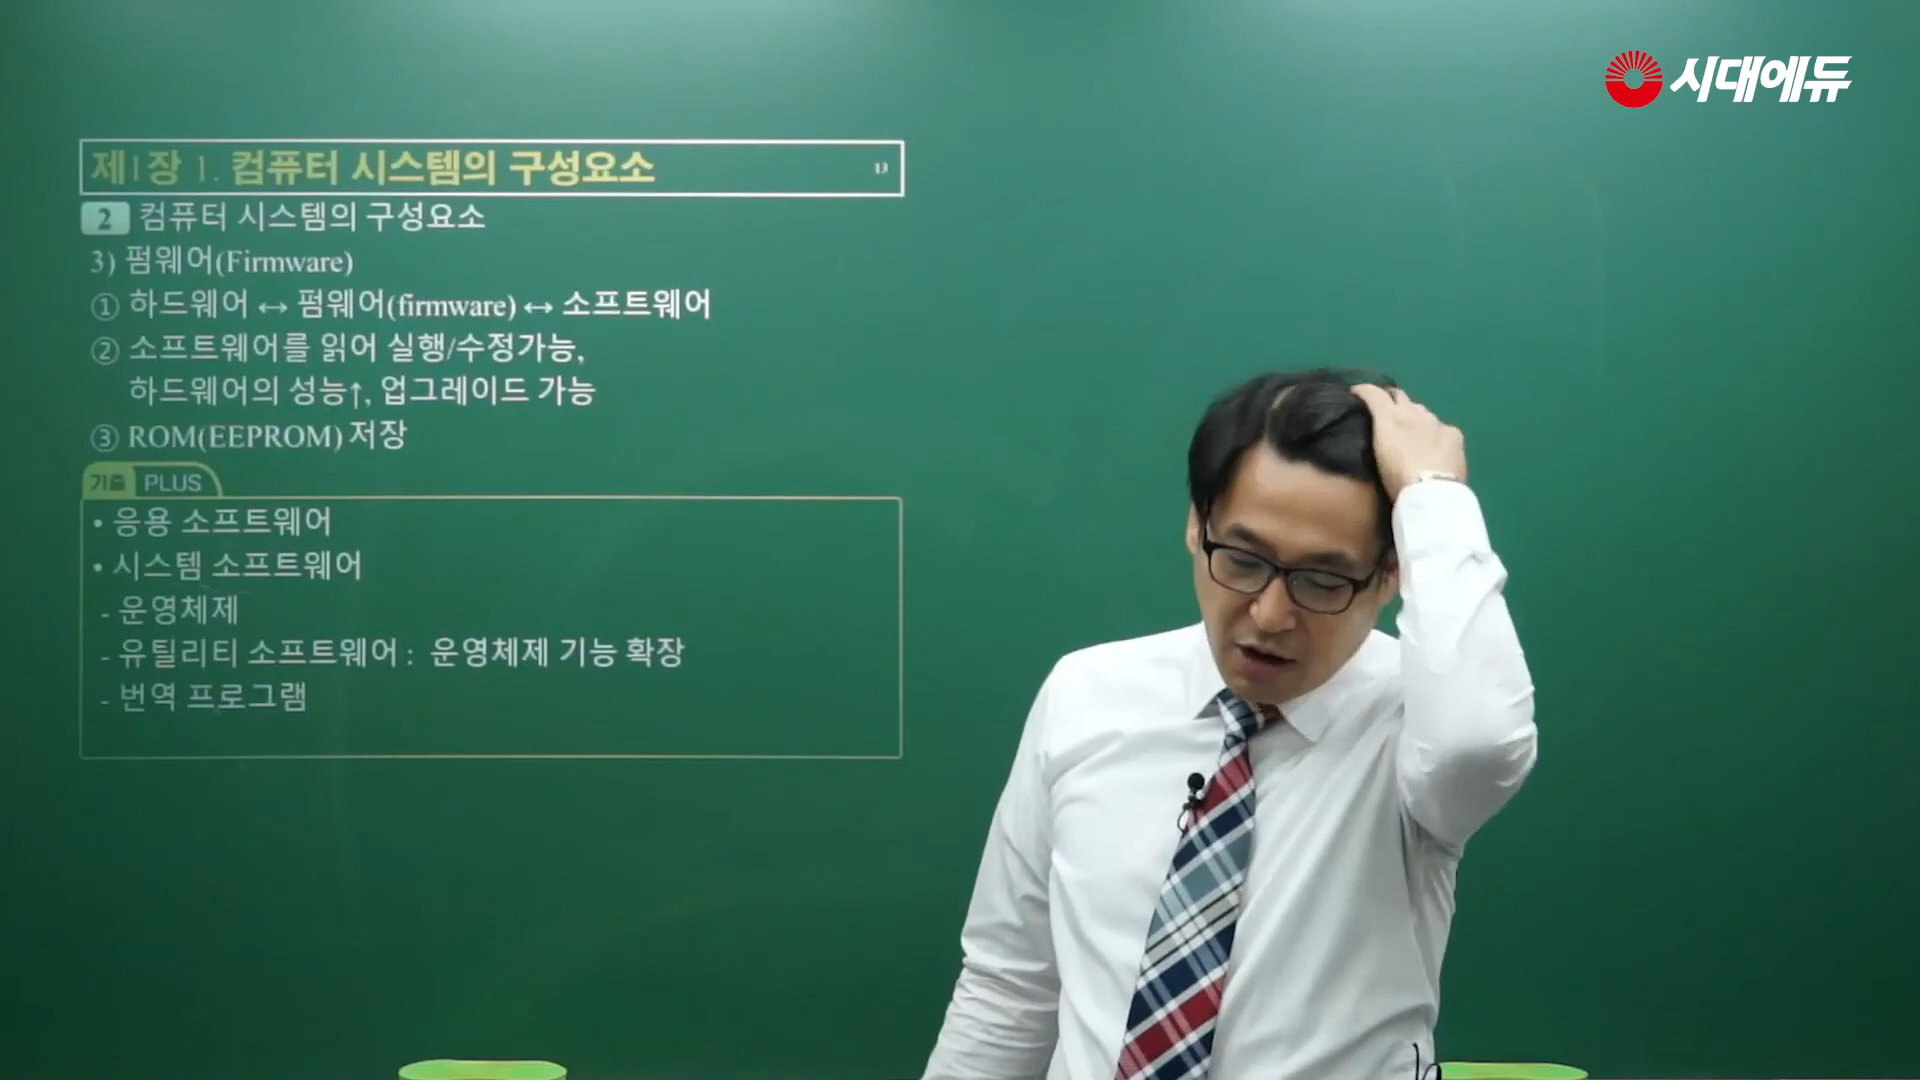 시대에듀
제1장 1. 컴퓨터 시스템의 구성요소 13
2 컴퓨터 시스템의 구성요소
3) 펌웨어(Firmware)
① 하드웨어 ↔ 펌웨어(firmware) ↔ 소프트웨어
② 소프트웨어를 읽어 실행/수정가능,
하드웨어의 성능↑, 업그레이드 가능
③ ROM(EEPROM) 저장
기출 PLUS
• 응용 소프트웨어
• 시스템 소프트웨어
- 운영체제
- 유틸리티 소프트웨어 : 운영체제 기능 확장
- 번역 프로그램